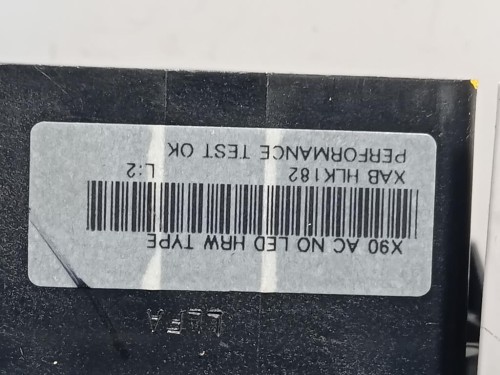 X90 AC NO LED HRW TYPE
XAB HLK182 L:2
PERFORMANCE TEST OK